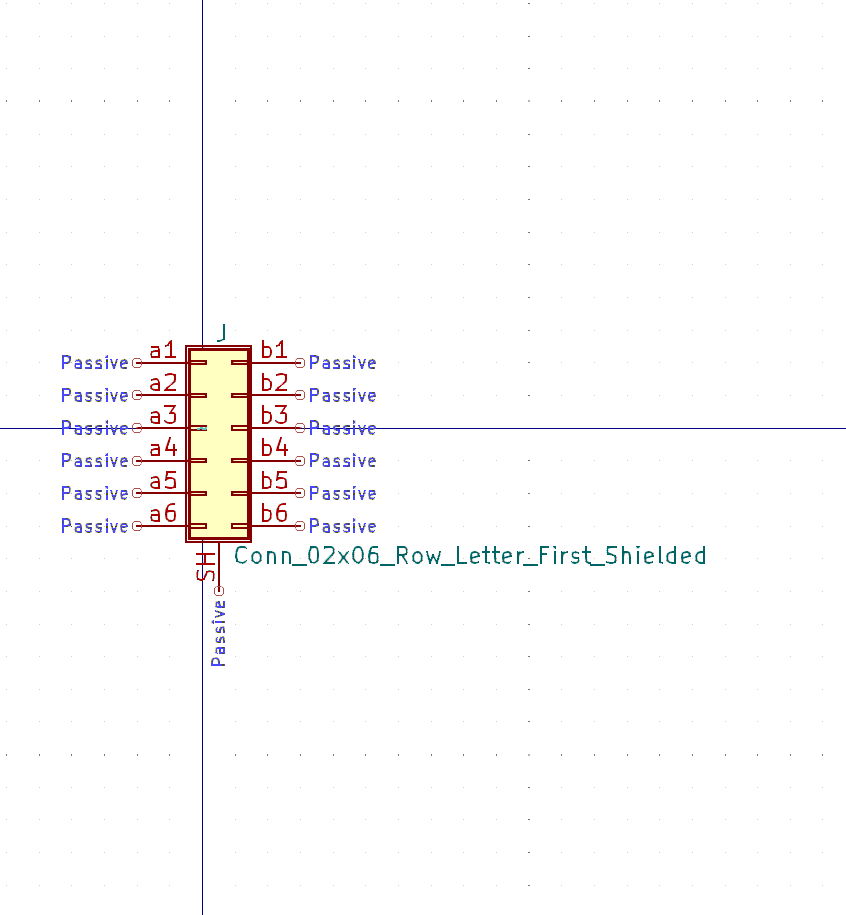 J
Passive a1 b1 Passive
Passive a2 b2 Passive
Passive a3 b3 Passive
Passive a4 b4 Passive
Passive a5 b5 Passive
Passive a6 b6 Passive
SH
Conn_02x06_Row_Letter_First_Shielded
Passive